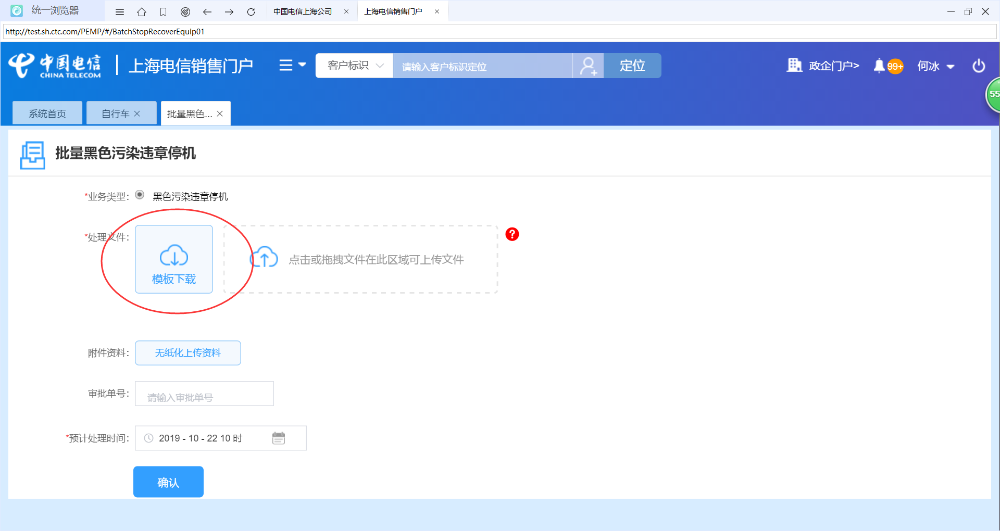 统一浏览器
中国电信上海公司
上海电信销售门户
http://test.sh.ctc.com/PEMP/#/BatchStopRecoverEquip01
中国电信
CHINA TELECOM
上海电信销售门户
客户标识
请输入客户标识定位
定位
政企门户>
99+
何冰
55
系统首页
自行车
批量黑色...
批量黑色污染违章停机
*业务类型:
黑色污染违章停机
*处理文件:
模板下载
点击或拖拽文件在此区域可上传文件
?
附件资料:
无纸化上传资料
审批单号:
请输入审批单号
*预计处理时间:
2019 - 10 - 22 10 时
确认